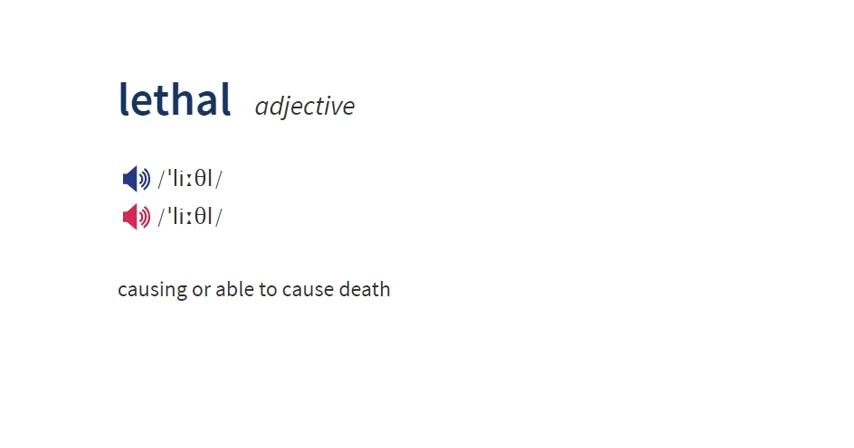 lethal adjective
/ˈliːθl/
/ˈliːθl/
causing or able to cause death